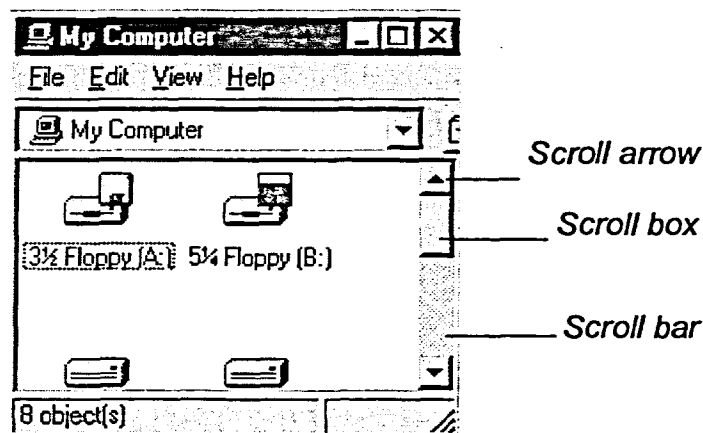 My Computer
File Edit View Help
My Computer
Scroll arrow
Scroll box
3½ Floppy (A:) 5¼ Floppy (B:)
Scroll bar
8 object(s)